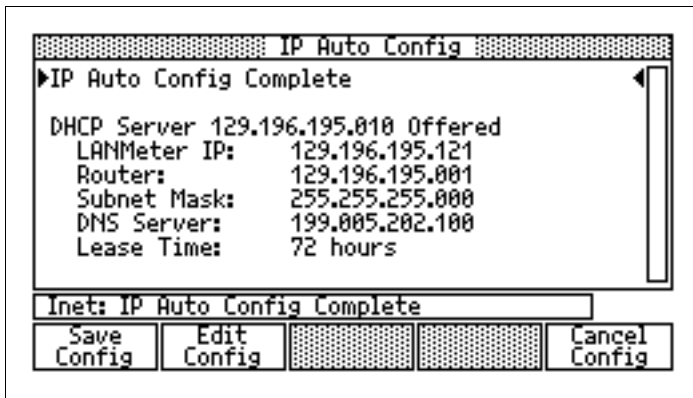 IP Auto Config
IP Auto Config Complete
DHCP Server 129.196.195.010 Offered
LANMeter IP: 129.196.195.121
Router: 129.196.195.001
Subnet Mask: 255.255.255.000
DNS Server: 199.005.202.100
Lease Time: 72 hours
Inet: IP Auto Config Complete
Save Config Edit Config Cancel Config